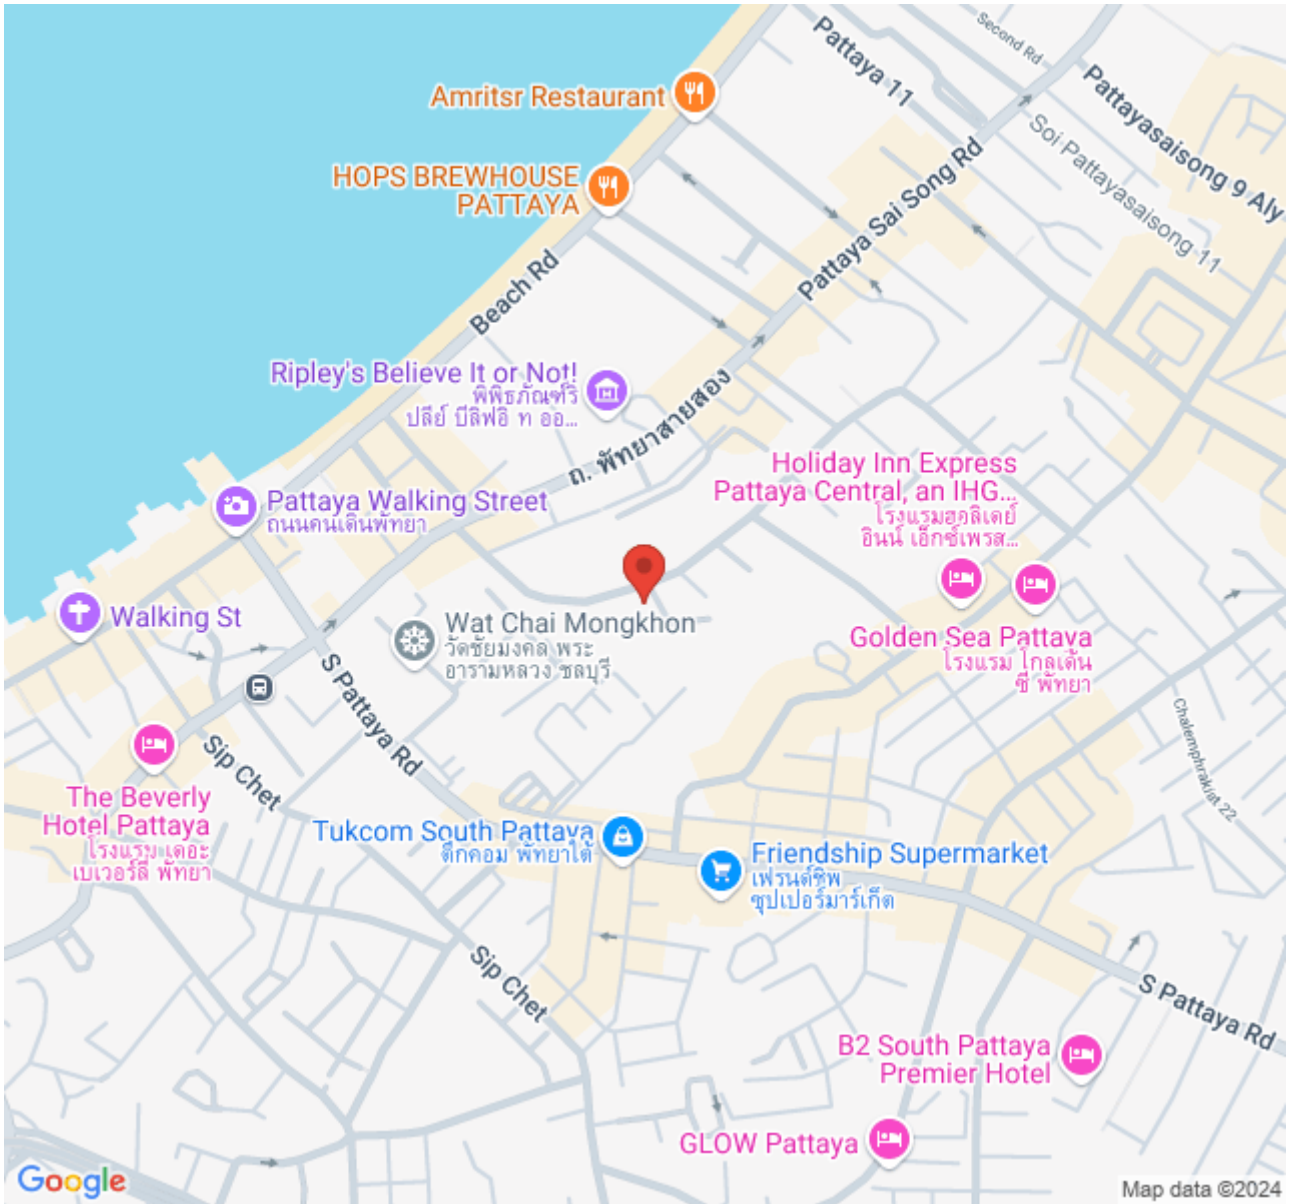 Pattaya 11
Second Rd
Amritsr Restaurant
Pattayasaisong 9 Aly
Soi Pattayasaisong 11
HOPS BREWHOUSE
PATTAYA
Pattaya Sai Song Rd
Beach Rd
Ripley's Believe It or Not!
พิพิธภัณฑ์ริ
ปลีย์ บีลีฟอิ ท ออ...
ถ. พัทยาสายสอง
Holiday Inn Express
Pattaya Central, an IHG...
โรงแรมฮอลิเดย์
อินน์ เอ็กซ์เพรส...
Pattaya Walking Street
ถนนคนเดินพัทยา
Walking St
Wat Chai Mongkhon
วัดชัยมงคล พระ
อารามหลวง ชลบุรี
Golden Sea Pattaya
โรงแรม โกลเด้น
ซี พัทยา
S Pattaya Rd
Sip Chet
Chalermphrakiat 22
The Beverly
Hotel Pattaya
โรงแรม เดอะ
เบเวอร์ลี่ พัทยา
Tukcom South Pattaya
ตึกคอม พัทยาใต้
Friendship Supermarket
เฟรนด์ชิพ
ซุปเปอร์มาร์เก็ต
Sip Chet
S Pattaya Rd
B2 South Pattaya
Premier Hotel
GLOW Pattaya
Google
Map data ©2024